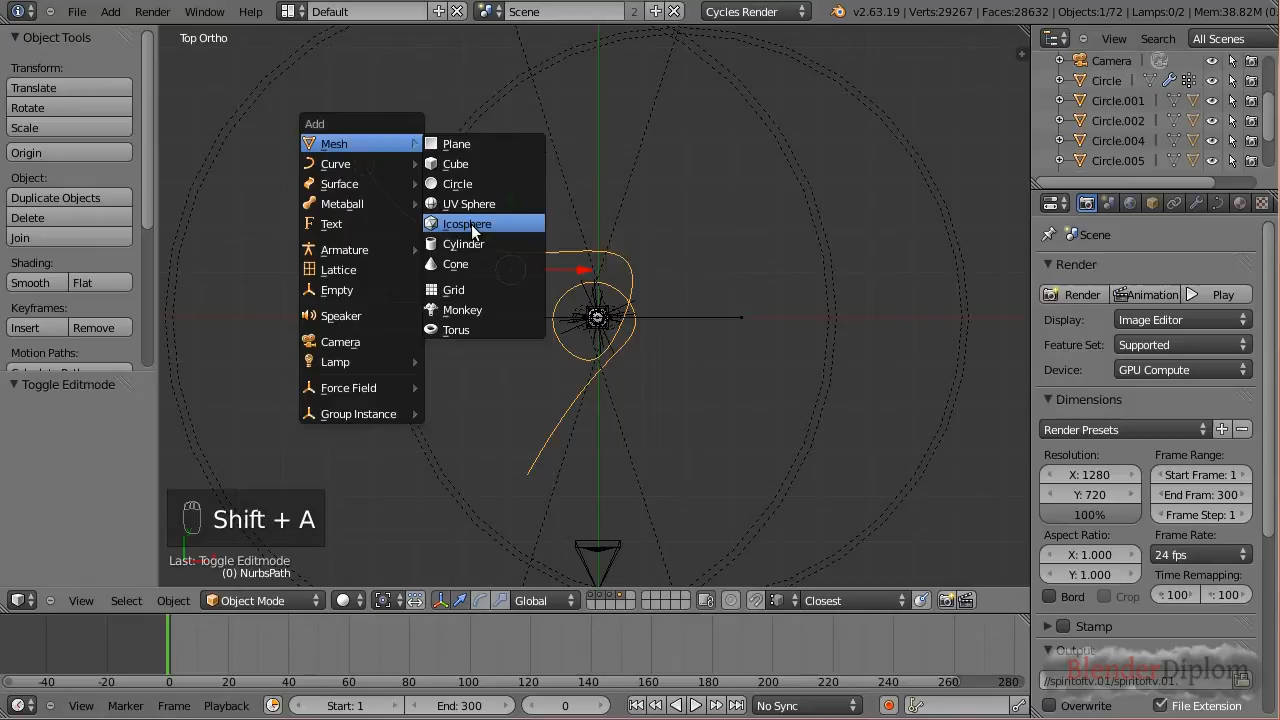 File Add Render Window Help Default Scene 2 Cycles Render v2.63.19 | Verts:29267 | Faces:28632 | Objects:1/72 | Lamps:0/2 | Mem:38.82M (0
Object Tools
Transform:
Translate
Rotate
Scale
Origin
Object:
Duplicate Objects
Delete
Join
Shading:
Smooth Flat
Keyframes:
Insert Remove
Motion Paths:
Toggle Editmode
Top Ortho
Add
Mesh
Curve
Surface
Metaball
Text
Armature
Lattice
Empty
Speaker
Camera
Lamp
Force Field
Group Instance
Plane
Cube
Circle
UV Sphere
Icosphere
Cylinder
Cone
Grid
Monkey
Torus
Shift + A
Last: Toggle Editmode
(0) NurbsPath
View Select Object Object Mode Global Closest
-40 -20 0 20 40 60 80 100 120 140 160 180 200 220 240 260 280
View Marker Frame Playback Start: 1 End: 300 0 No Sync
View Search All Scenes
Camera
Circle
Circle.001
Circle.002
Circle.004
Circle.005
Scene
Render
Render Animation Play
Display: Image Editor
Feature Set: Supported
Device: GPU Compute
Dimensions
Render Presets
Resolution: Frame Range:
X: 1280 Start Frame: 1
Y: 720 End Fram: 300
100% Frame Step: 1
Aspect Ratio: Frame Rate:
X: 1.000 24 fps
Y: 1.000 Time Remapping:
Bord Crop 100 100
Stamp
Output
BlenderDiplom
//spiritoftv.01/spiritoftv.01.
Overwrite File Extension